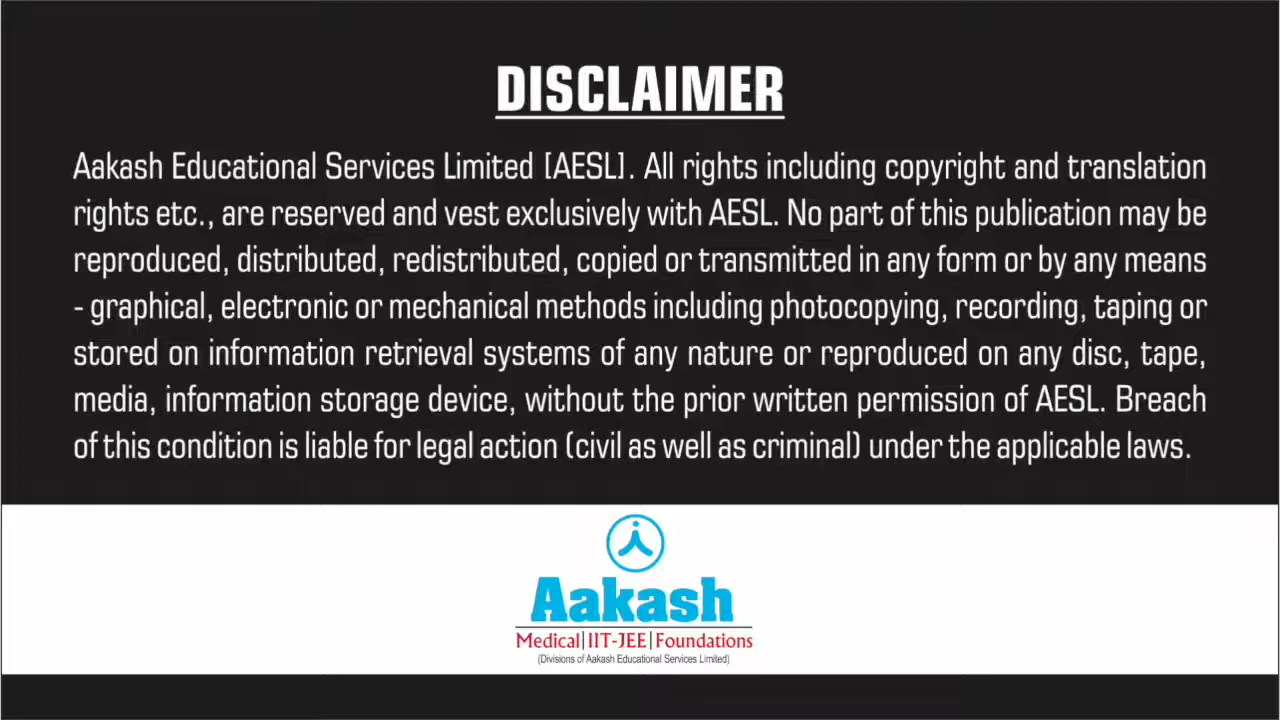 DISCLAIMER
Aakash Educational Services Limited [AESL]. All rights including copyright and translation
rights etc., are reserved and vest exclusively with AESL. No part of this publication may be
reproduced, distributed, redistributed, copied or transmitted in any form or by any means
- graphical, electronic or mechanical methods including photocopying, recording, taping or
stored on information retrieval systems of any nature or reproduced on any disc, tape,
media, information storage device, without the prior written permission of AESL. Breach
of this condition is liable for legal action (civil as well as criminal) under the applicable laws.
Aakash
Medical|IIT-JEE|Foundations
(Divisions of Aakash Educational Services Limited)